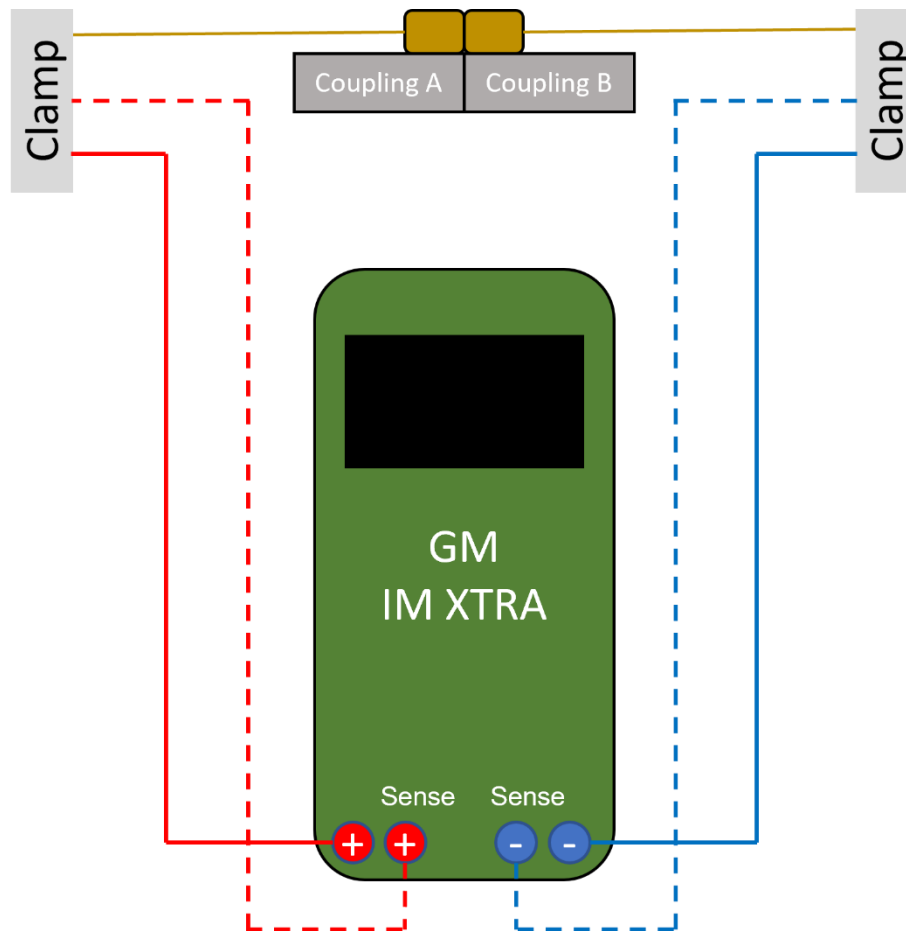 Clamp
Coupling A
Coupling B
Clamp
GM
IM XTRA
Sense
Sense
+
+
-
-